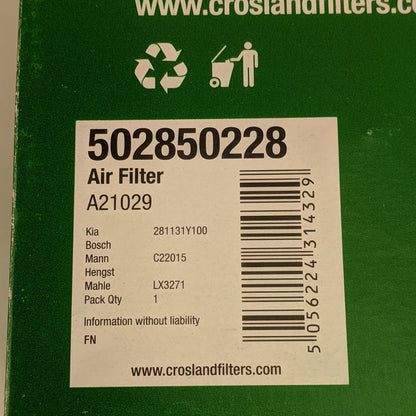 www.croslandfilters.com
502850228
Air Filter
A21029
Kia 281131Y100
Bosch
Mann C22015
Hengst
Mahle LX3271
Pack Qty 1
Information without liability
FN
5 056224 314329
www.croslandfilters.com